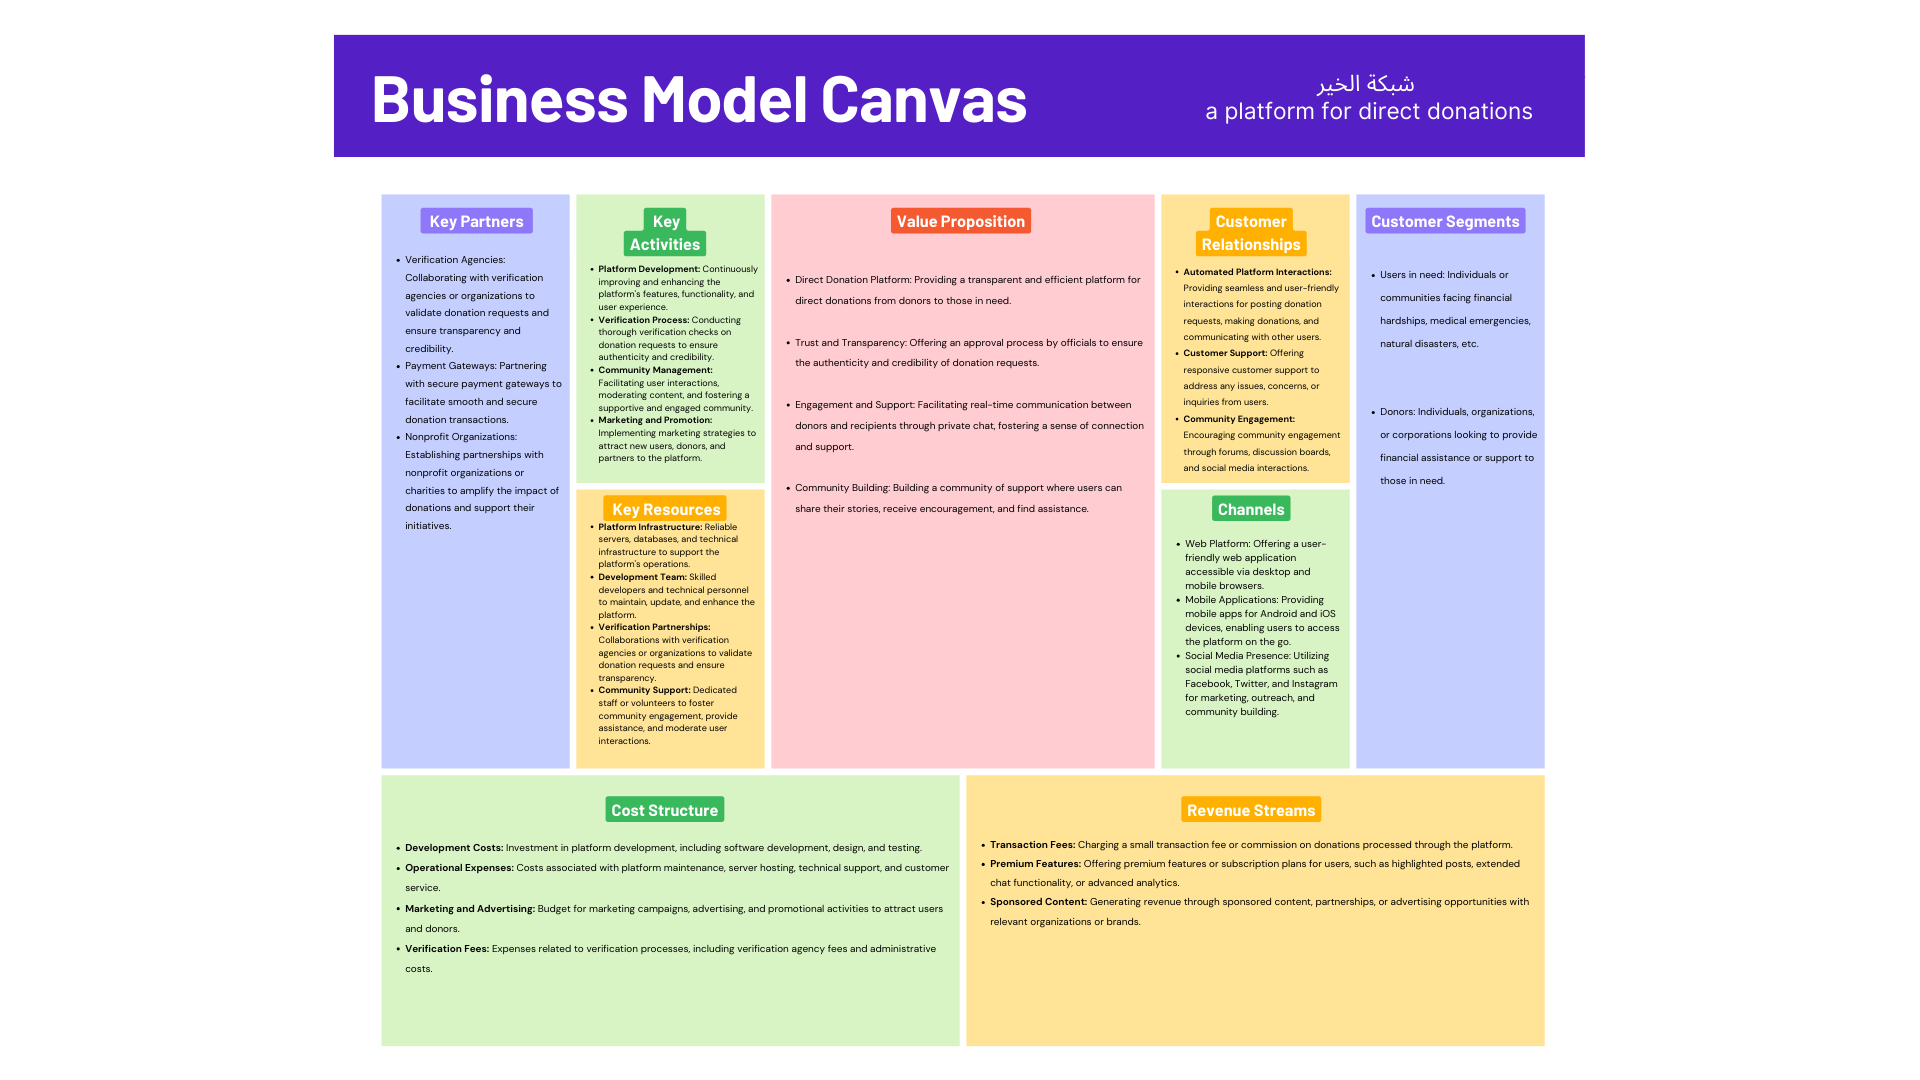 Business Model Canvas
شبكة الخير
a platform for direct donations
Key Partners
• Verification Agencies:
Collaborating with verification
agencies or organizations to
validate donation requests and
ensure transparency and
credibility.
• Payment Gateways: Partnering
with secure payment gateways to
facilitate smooth and secure
donation transactions.
• Nonprofit Organizations:
Establishing partnerships with
nonprofit organizations or
charities to amplify the impact of
donations and support their
initiatives.
Key
Activities
• Platform Development: Continuously
improving and enhancing the
platform's features, functionality, and
user experience.
• Verification Process: Conducting
thorough verification checks on
donation requests to ensure
authenticity and credibility.
• Community Management:
Facilitating user interactions,
moderating content, and fostering a
supportive and engaged community.
• Marketing and Promotion:
Implementing marketing strategies to
attract new users, donors, and
partners to the platform.
Key Resources
• Platform Infrastructure: Reliable
servers, databases, and technical
infrastructure to support the
platform's operations.
• Development Team: Skilled
developers and technical personnel
to maintain, update, and enhance the
platform.
• Verification Partnerships:
Collaborations with verification
agencies or organizations to validate
donation requests and ensure
transparency.
• Community Support: Dedicated
staff or volunteers to foster
community engagement, provide
assistance, and moderate user
interactions.
Value Proposition
• Direct Donation Platform: Providing a transparent and efficient platform for
direct donations from donors to those in need.
• Trust and Transparency: Offering an approval process by officials to ensure
the authenticity and credibility of donation requests.
• Engagement and Support: Facilitating real-time communication between
donors and recipients through private chat, fostering a sense of connection
and support.
• Community Building: Building a community of support where users can
share their stories, receive encouragement, and find assistance.
Customer
Relationships
• Automated Platform Interactions:
Providing seamless and user-friendly
interactions for posting donation
requests, making donations, and
communicating with other users.
• Customer Support: Offering
responsive customer support to
address any issues, concerns, or
inquiries from users.
• Community Engagement:
Encouraging community engagement
through forums, discussion boards,
and social media interactions.
Channels
• Web Platform: Offering a user-
friendly web application
accessible via desktop and
mobile browsers.
• Mobile Applications: Providing
mobile apps for Android and iOS
devices, enabling users to access
the platform on the go.
• Social Media Presence: Utilizing
social media platforms such as
Facebook, Twitter, and Instagram
for marketing, outreach, and
community building.
Customer Segments
• Users in need: Individuals or
communities facing financial
hardships, medical emergencies,
natural disasters, etc.
• Donors: Individuals, organizations,
or corporations looking to provide
financial assistance or support to
those in need.
Cost Structure
• Development Costs: Investment in platform development, including software development, design, and testing.
• Operational Expenses: Costs associated with platform maintenance, server hosting, technical support, and customer
service.
• Marketing and Advertising: Budget for marketing campaigns, advertising, and promotional activities to attract users
and donors.
• Verification Fees: Expenses related to verification processes, including verification agency fees and administrative
costs.
Revenue Streams
• Transaction Fees: Charging a small transaction fee or commission on donations processed through the platform.
• Premium Features: Offering premium features or subscription plans for users, such as highlighted posts, extended
chat functionality, or advanced analytics.
• Sponsored Content: Generating revenue through sponsored content, partnerships, or advertising opportunities with
relevant organizations or brands.